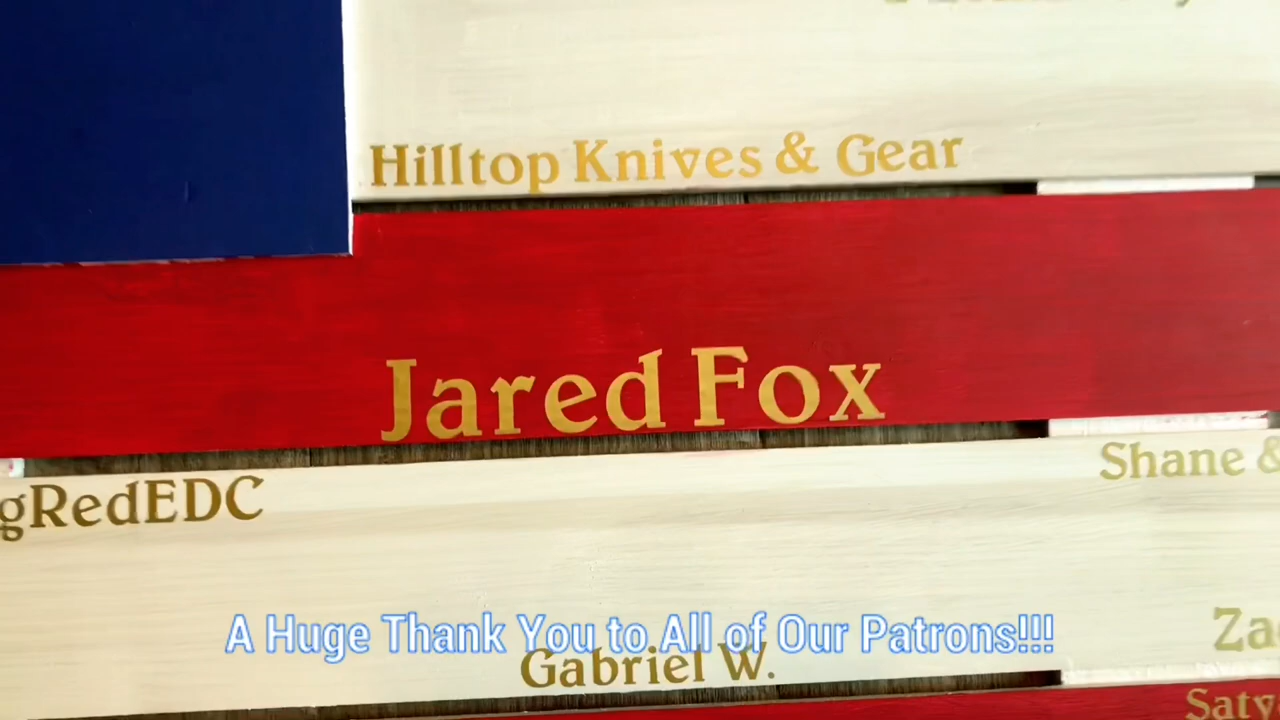 Hilltop Knives & Gear
Jared Fox
Shane &
gRedEDC
A Huge Thank You to All of Our Patrons!!!
Gabriel W.